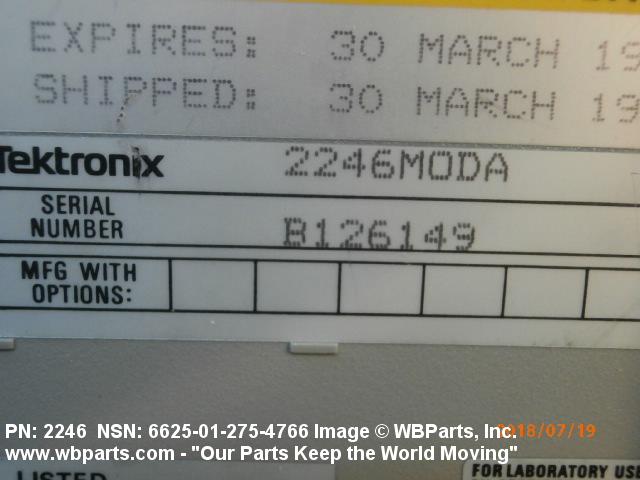 EXPIRES: 30 MARCH 19
SHIPPED: 30 MARCH 19
Tektronix 2246MODA
SERIAL
NUMBER B126149
MFG WITH
OPTIONS:
PN: 2246 NSN: 6625-01-275-4766 Image © WBParts, Inc.
2018/07/19
www.wbparts.com - "Our Parts Keep the World Moving"
LISTED
FOR LABORATORY USE